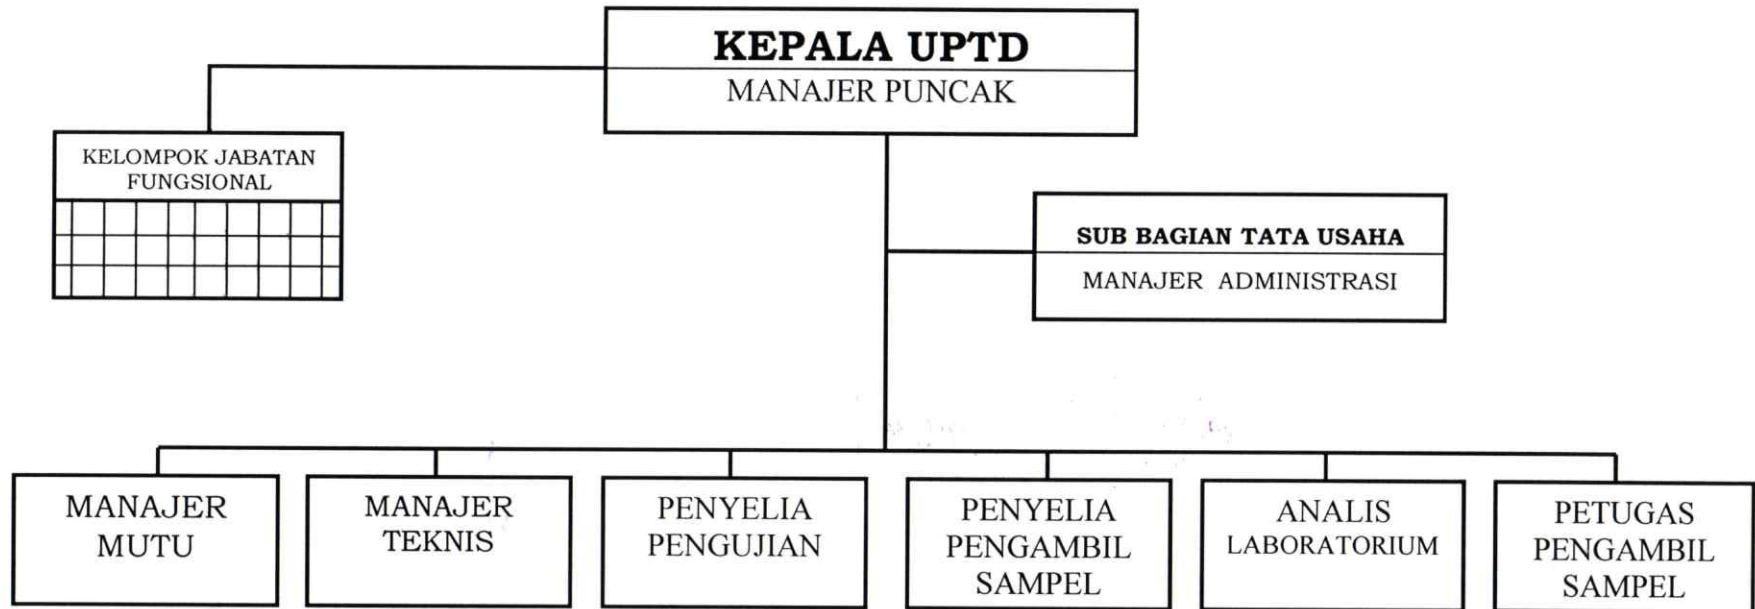 KEPALA UPTD
MANAJER PUNCAK
KELOMPOK JABATAN
FUNGSIONAL
SUB BAGIAN TATA USAHA
MANAJER ADMINISTRASI
MANAJER
MUTU
MANAJER
TEKNIS
PENYELIA
PENGUJIAN
PENYELIA
PENGAMBIL
SAMPEL
ANALIS
LABORATORIUM
PETUGAS
PENGAMBIL
SAMPEL